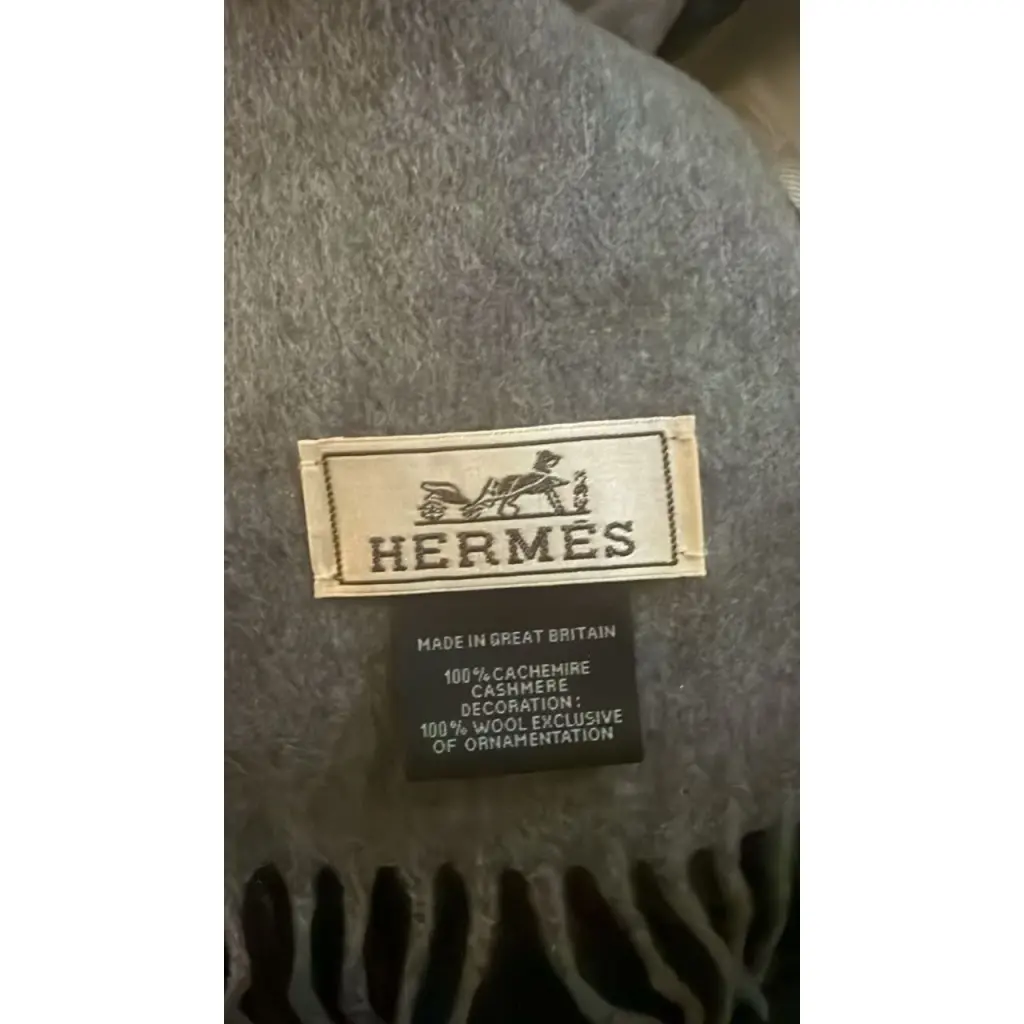 HERMÈS
MADE IN GREAT BRITAIN
100% CACHEMIRE
CASHMERE
DECORATION:
100% WOOL EXCLUSIVE
OF ORNAMENTATION